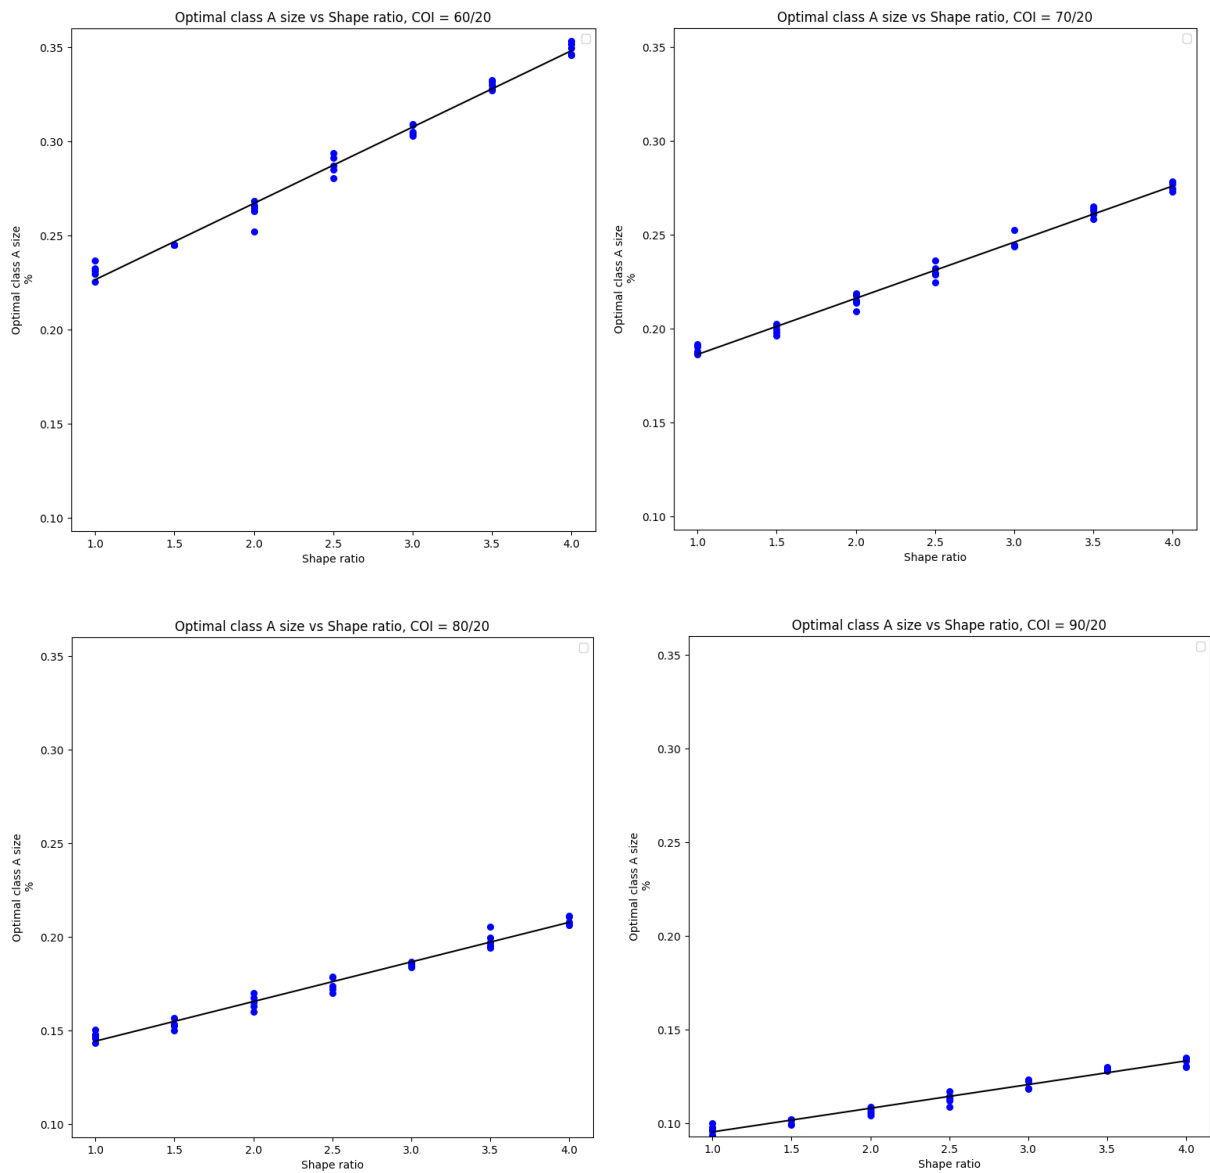 Optimal class A size vs Shape ratio, COI = 60/20
0.35
0.30
0.25
0.20
0.15
0.10
Optimal class A size
%
1.0 1.5 2.0 2.5 3.0 3.5 4.0
Shape ratio
Optimal class A size vs Shape ratio, COI = 70/20
0.35
0.30
0.25
0.20
0.15
0.10
Optimal class A size
%
1.0 1.5 2.0 2.5 3.0 3.5 4.0
Shape ratio
Optimal class A size vs Shape ratio, COI = 80/20
0.35
0.30
0.25
0.20
0.15
0.10
Optimal class A size
%
1.0 1.5 2.0 2.5 3.0 3.5 4.0
Shape ratio
Optimal class A size vs Shape ratio, COI = 90/20
0.35
0.30
0.25
0.20
0.15
0.10
Optimal class A size
%
1.0 1.5 2.0 2.5 3.0 3.5 4.0
Shape ratio